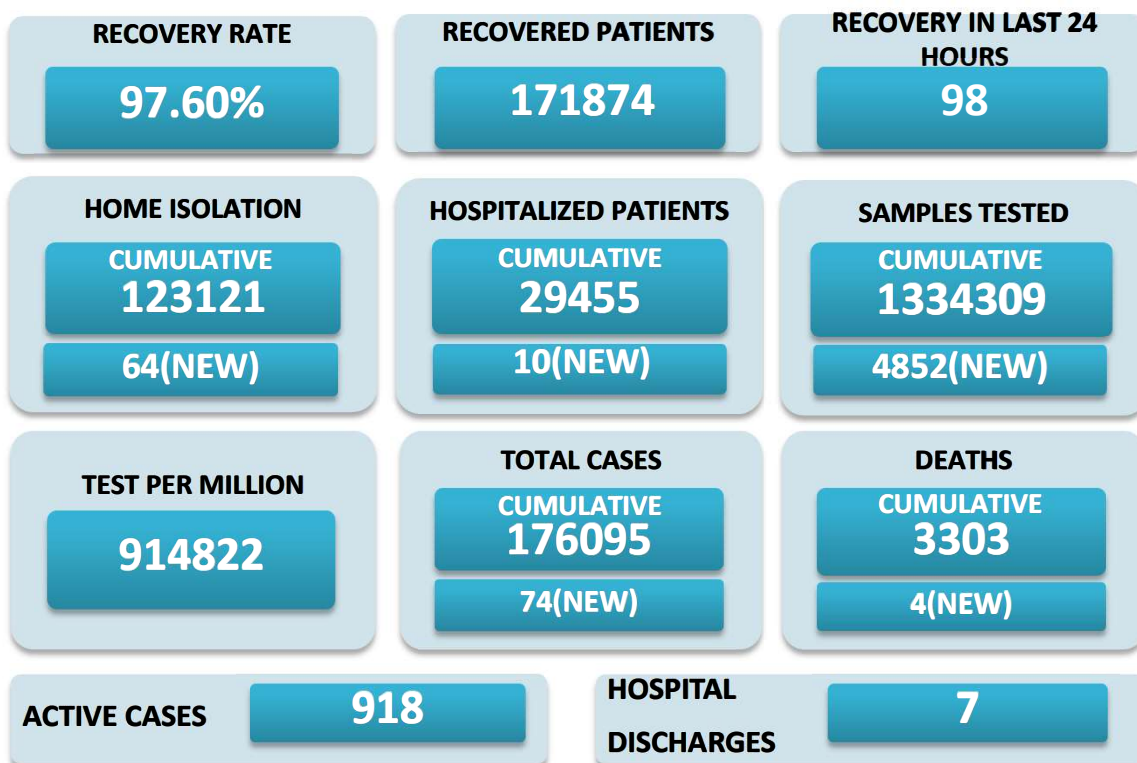 RECOVERY RATE
97.60%
RECOVERED PATIENTS
171874
RECOVERY IN LAST 24
HOURS
98
HOME ISOLATION
CUMULATIVE
123121
64(NEW)
HOSPITALIZED PATIENTS
CUMULATIVE
29455
10(NEW)
SAMPLES TESTED
CUMULATIVE
1334309
4852(NEW)
TEST PER MILLION
914822
TOTAL CASES
CUMULATIVE
176095
74(NEW)
DEATHS
CUMULATIVE
3303
4(NEW)
ACTIVE CASES
918
HOSPITAL
DISCHARGES
7